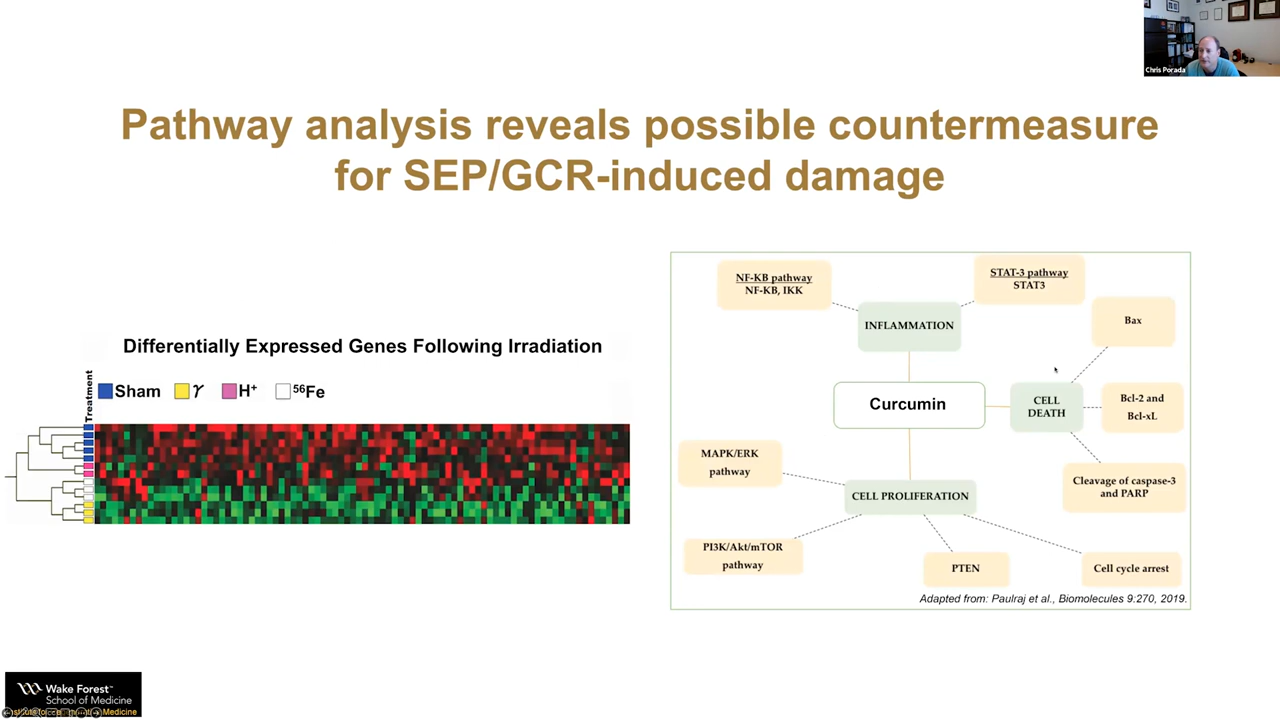 Chris Porada
Pathway analysis reveals possible countermeasure
for SEP/GCR-induced damage
Differentially Expressed Genes Following Irradiation
Treatment
Sham
γ
H⁺
⁵⁶Fe
NF-KB pathway
NF-KB, IKK
STAT-3 pathway
STAT3
INFLAMMATION
Bax
Curcumin
CELL
DEATH
Bcl-2 and
Bcl-xL
MAPK/ERK
pathway
CELL PROLIFERATION
Cleavage of caspase-3
and PARP
PI3K/Akt/mTOR
pathway
PTEN
Cell cycle arrest
Adapted from: Paulraj et al., Biomolecules 9:270, 2019.
Wake Forest™
School of Medicine
Medicine